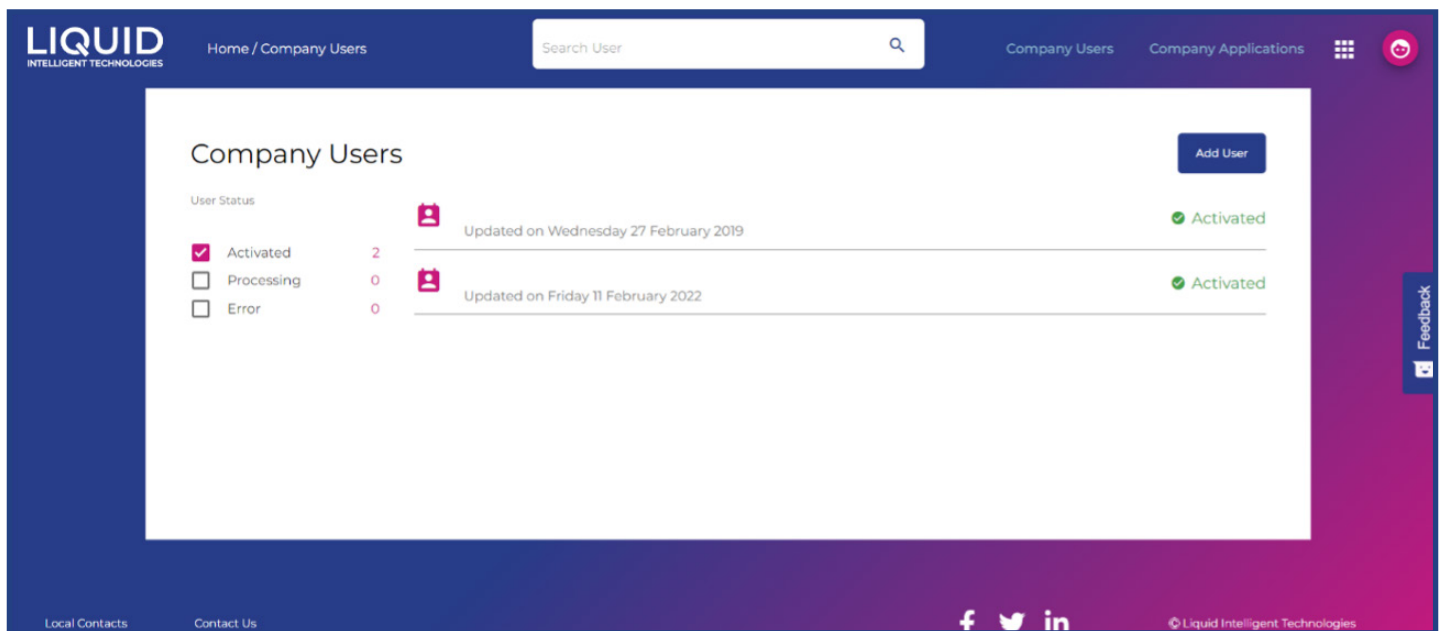 LIQUID
INTELLIGENT TECHNOLOGIES
Home / Company Users
Search User
Company Users
Company Applications
Company Users
Add User
User Status
Activated 2
Processing 0
Error 0
Updated on Wednesday 27 February 2019
Activated
Updated on Friday 11 February 2022
Activated
Feedback
Local Contacts
Contact Us
f
in
© Liquid Intelligent Technologies